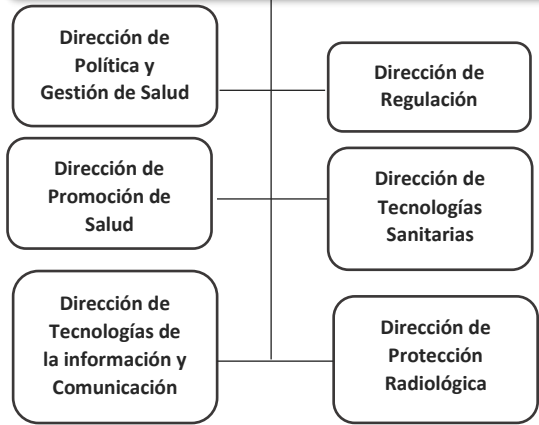 Dirección de
Política y
Gestión de Salud
Dirección de
Regulación
Dirección de
Promoción de
Salud
Dirección de
Tecnologías
Sanitarias
Dirección de
Tecnologías de
la información y
Comunicación
Dirección de
Protección
Radiológica